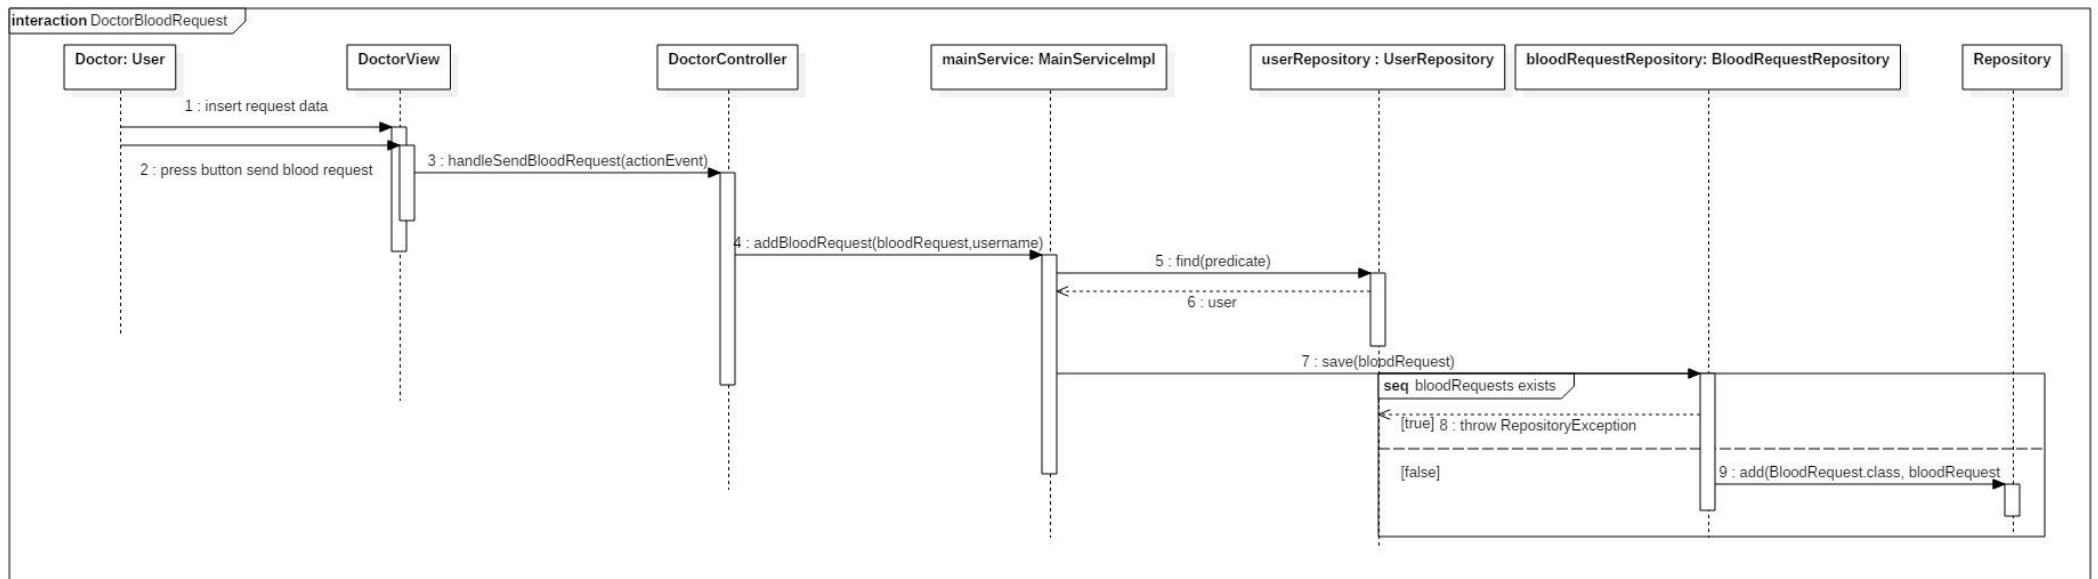 interaction DoctorBloodRequest
Doctor: User
DoctorView
DoctorController
mainService: MainServiceImpl
userRepository : UserRepository
bloodRequestRepository: BloodRequestRepository
Repository
1 : insert request data
2 : press button send blood request
3 : handleSendBloodRequest(actionEvent)
4 : addBloodRequest(bloodRequest,username)
5 : find(predicate)
6 : user
7 : save(bloodRequest)
seq bloodRequests exists
[true] 8 : throw RepositoryException
[false]
9 : add(BloodRequest.class, bloodRequest